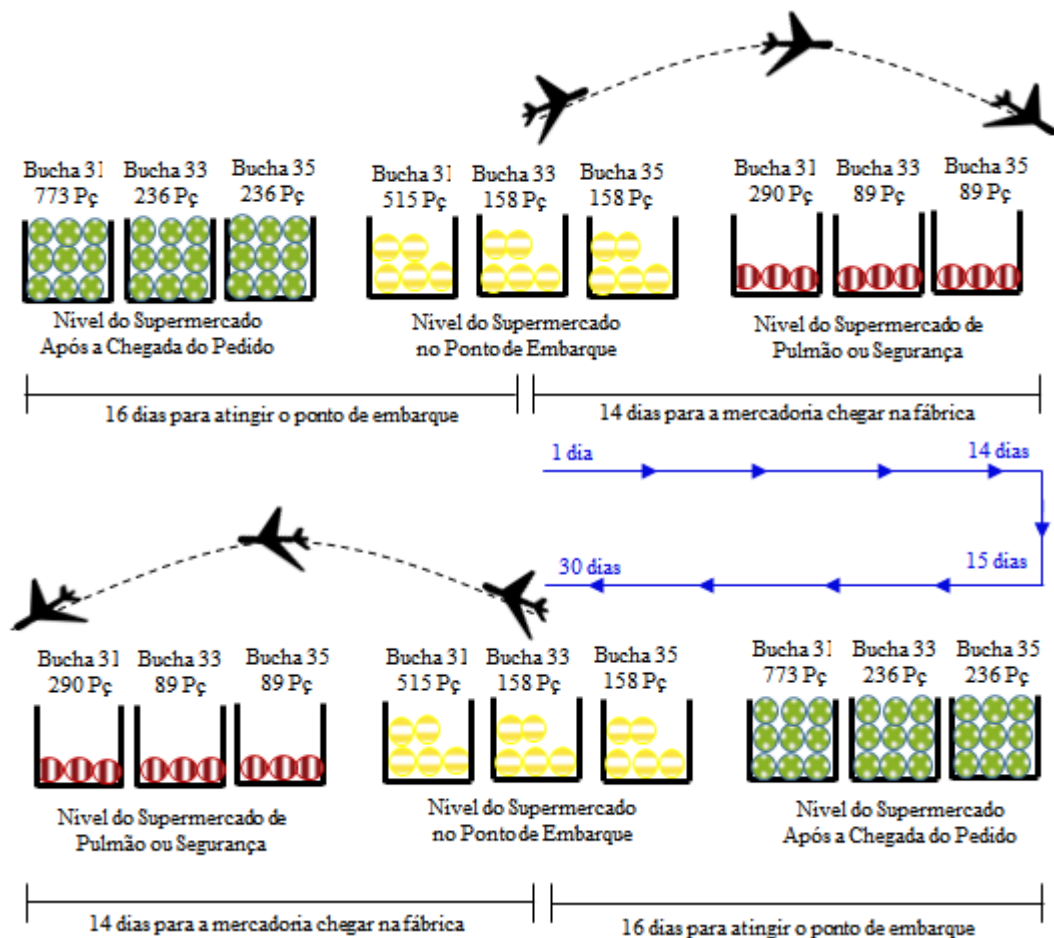 Bucha 31
773 Pç
Bucha 33
236 Pç
Bucha 35
236 Pç
Nivel do Supermercado
Após a Chegada do Pedido
Bucha 31
515 Pç
Bucha 33
158 Pç
Bucha 35
158 Pç
Nivel do Supermercado
no Ponto de Embarque
Bucha 31
290 Pç
Bucha 33
89 Pç
Bucha 35
89 Pç
Nivel do Supermercado de
Pulmão ou Segurança
16 dias para atingir o ponto de embarque
14 dias para a mercadoria chegar na fábrica
1 dia
14 dias
30 dias
15 dias
Bucha 31
290 Pç
Bucha 33
89 Pç
Bucha 35
89 Pç
Nivel do Supermercado de
Pulmão ou Segurança
Bucha 31
515 Pç
Bucha 33
158 Pç
Bucha 35
158 Pç
Nivel do Supermercado
no Ponto de Embarque
Bucha 31
773 Pç
Bucha 33
236 Pç
Bucha 35
236 Pç
Nivel do Supermercado
Após a Chegada do Pedido
14 dias para a mercadoria chegar na fábrica
16 dias para atingir o ponto de embarque